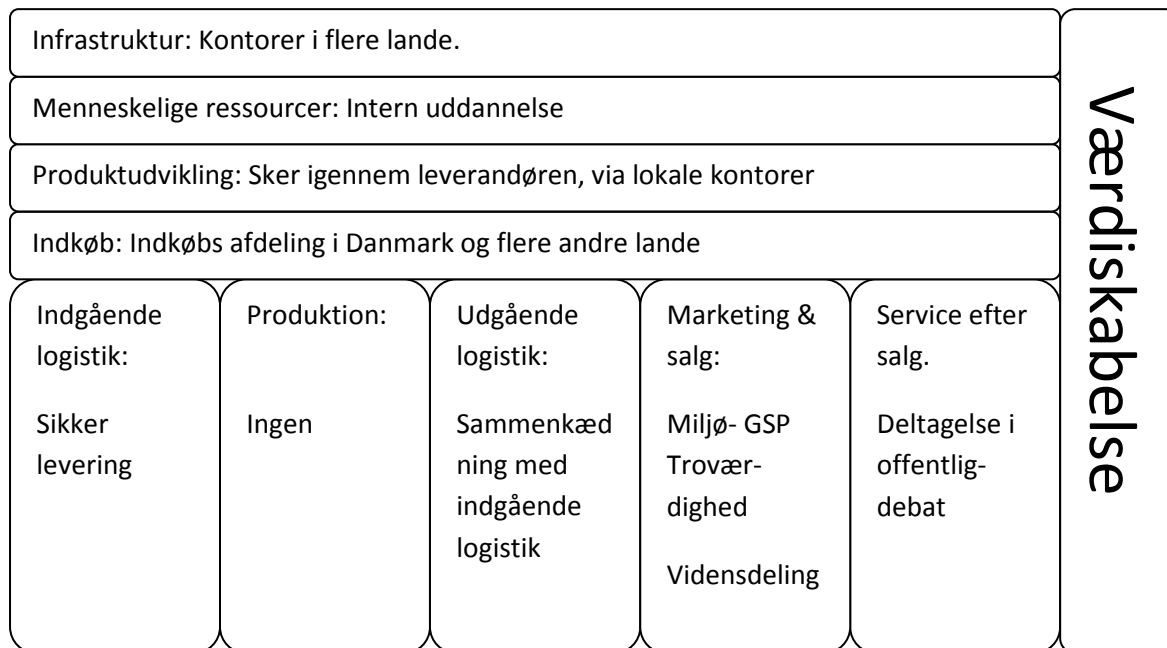 Infrastruktur: Kontorer i flere lande.
Menneskelige ressourcer: Intern uddannelse
Produktudvikling: Sker igennem leverandøren, via lokale kontorer
Indkøb: Indkøbs afdeling i Danmark og flere andre lande
Indgående
logistik:
Sikker
levering
Produktion:
Ingen
Udgående
logistik:
Sammenkæd
ning med
indgående
logistik
Marketing &
salg:
Miljø- GSP
Trovær-
dighed
Vidensdeling
Service efter
salg.
Deltagelse i
offentlig-
debat
Værdiskabelse